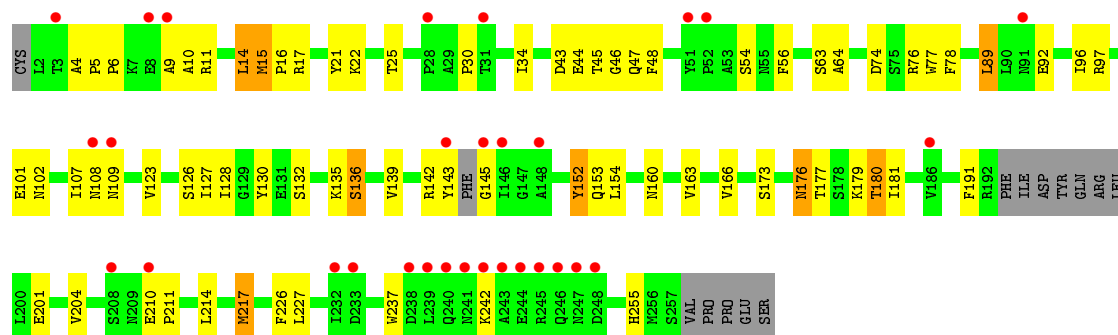 CYS L2 T3 A4 P5 P6 K7 E8 A9 A10 R11 L14 M15 P16 R17 Y21 K22 T25 P28 A29 P30 T31 I34 D43 E44 T45 G46 Q47 F48 Y51 P52 A53 S54 N55 F56 S63 A64 D74 S75 R76 W77 F78 L89 L90 N91 E92 I96 R97
E101 N102 I107 N108 N109 V123 S126 I127 I128 G129 Y130 E131 S132 K135 S136 V139 R142 Y143 PHE G145 I146 G147 A148 Y152 Q153 L154 N160 V163 V166 S173 N176 T177 S178 K179 T180 I181 V186 F191 R192 PHE ILE ASP TYR GLN ARG LEU
L200 E201 V204 S208 N209 E210 P211 L214 M217 F226 L227 I232 D233 W237 D238 L239 Q240 N241 K242 A243 E244 R245 Q246 N247 D248 H255 M256 S257 VAL PRO PRO GLU SER